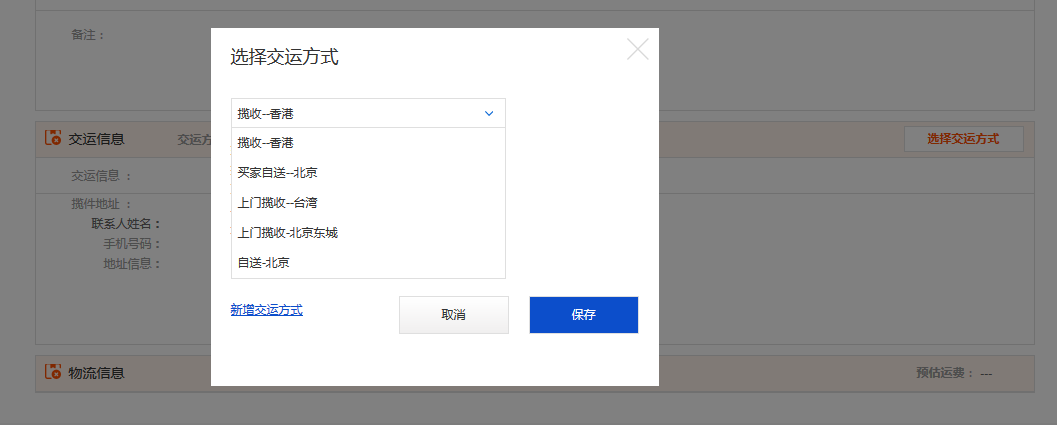 备注：
选择交运方式
揽收--香港
交运信息
交运方
选择交运方式
揽收--香港
交运信息 ：
买家自送--北京
揽件地址 ：
上门揽收--台湾
联系人姓名：
上门揽收-北京东城
手机号码：
地址信息：
自送-北京
新增交运方式
取消
保存
物流信息
预估运费： ---